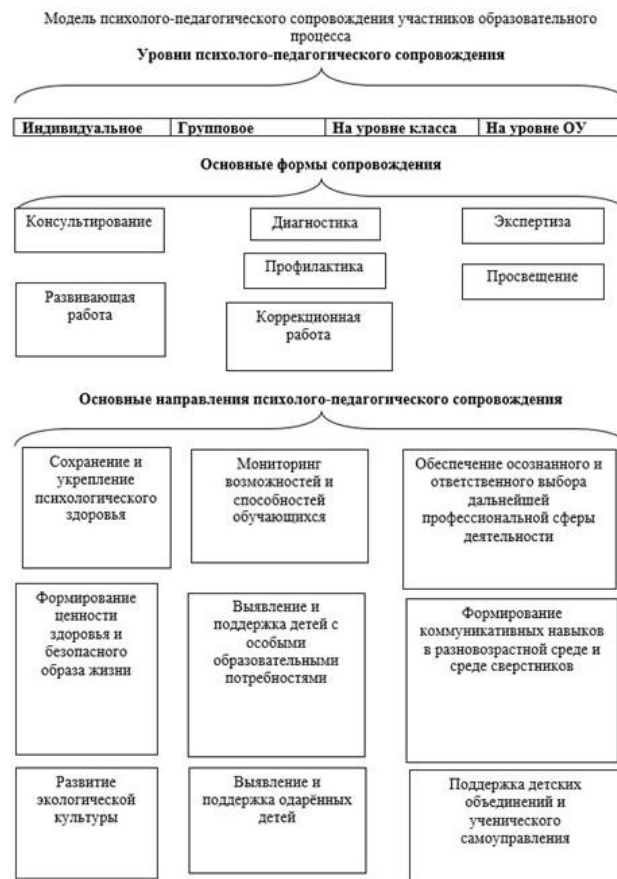 Модель психолого-педагогического сопровождения участников образовательного
процесса
Уровни психолого-педагогического сопровождения
Индивидуальное Групповое На уровне класса На уровне ОУ
Основные формы сопровождения
Консультирование
Диагностика
Экспертиза
Профилактика
Просвещение
Развивающая
работа
Коррекционная
работа
Основные направления психолого-педагогического сопровождения
Сохранение и
укрепление
психологического
здоровья
Мониторинг
возможностей и
способностей
обучающихся
Обеспечение осознанного и
ответственного выбора
дальнейшей
профессиональной сферы
деятельности
Формирование
ценности
здоровья и
безопасного
образа жизни
Выявление и
поддержка детей с
особыми
образовательными
потребностями
Формирование
коммуникативных навыков
в разновозрастной среде и
среде сверстников
Развитие
экологической
культуры
Выявление и
поддержка одарённых
детей
Поддержка детских
объединений и
ученического
самоуправления